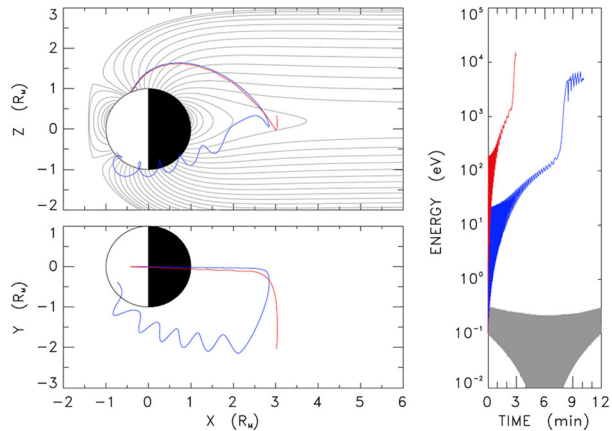 3
2
1
0
-1
-2
Z (R_M)
1
0
-1
-2
-3
Y (R_M)
-2 -1 0 1 2 3 4 5 6
X (R_M)
10^5
10^4
10^3
10^2
10^1
10^0
10^-1
10^-2
ENERGY (eV)
0 3 6 9 12
TIME (min)